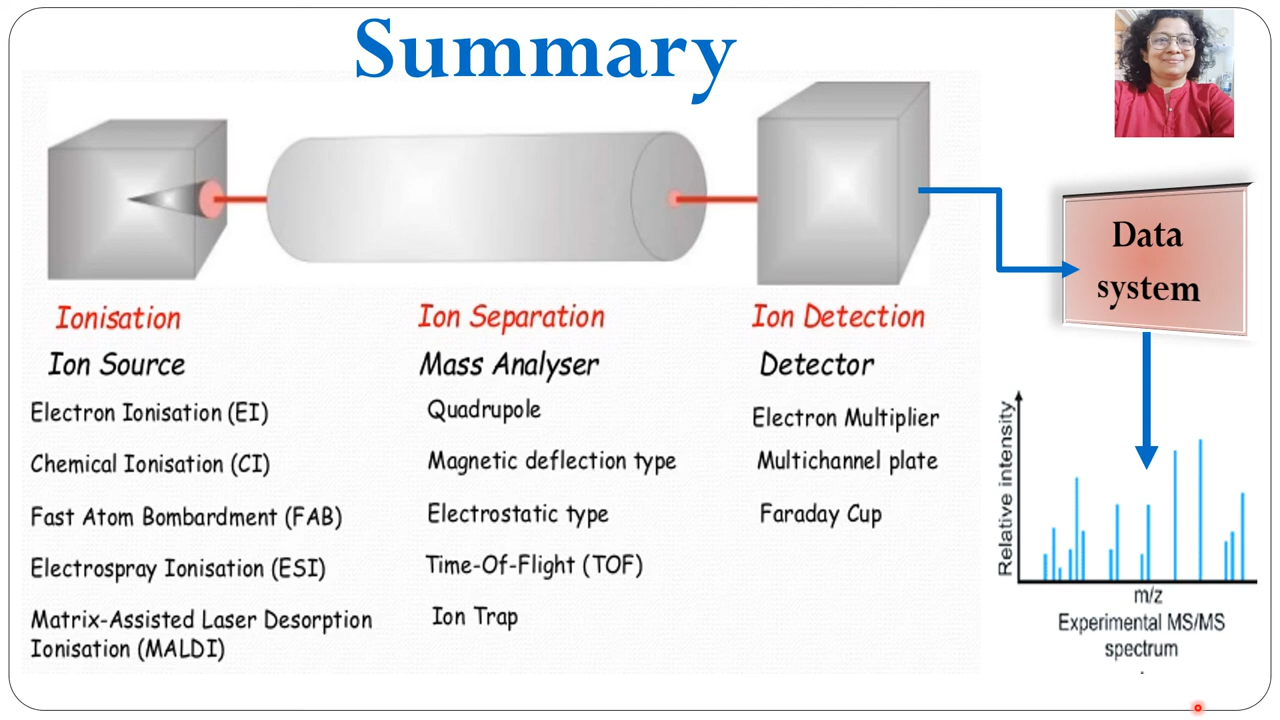 Summary
Data
system
Ionisation
Ion Source
Electron Ionisation (EI)
Chemical Ionisation (CI)
Fast Atom Bombardment (FAB)
Electrospray Ionisation (ESI)
Matrix-Assisted Laser Desorption
Ionisation (MALDI)
Ion Separation
Mass Analyser
Quadrupole
Magnetic deflection type
Electrostatic type
Time-Of-Flight (TOF)
Ion Trap
Ion Detection
Detector
Electron Multiplier
Multichannel plate
Faraday Cup
Relative intensity
m/z
Experimental MS/MS
spectrum